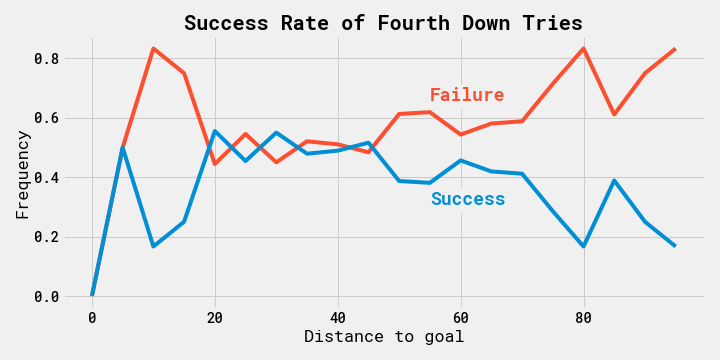 Success Rate of Fourth Down Tries
Frequency
0.8
0.6
0.4
0.2
0.0
Failure
Success
0 20 40 60 80
Distance to goal